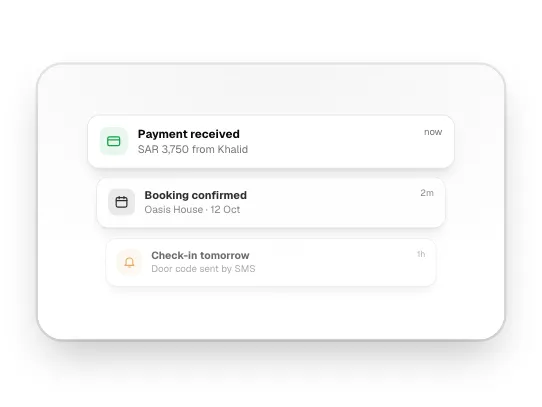 Payment received
now
SAR 3,750 from Khalid
Booking confirmed
2m
Oasis House · 12 Oct
Check-in tomorrow
1h
Door code sent by SMS